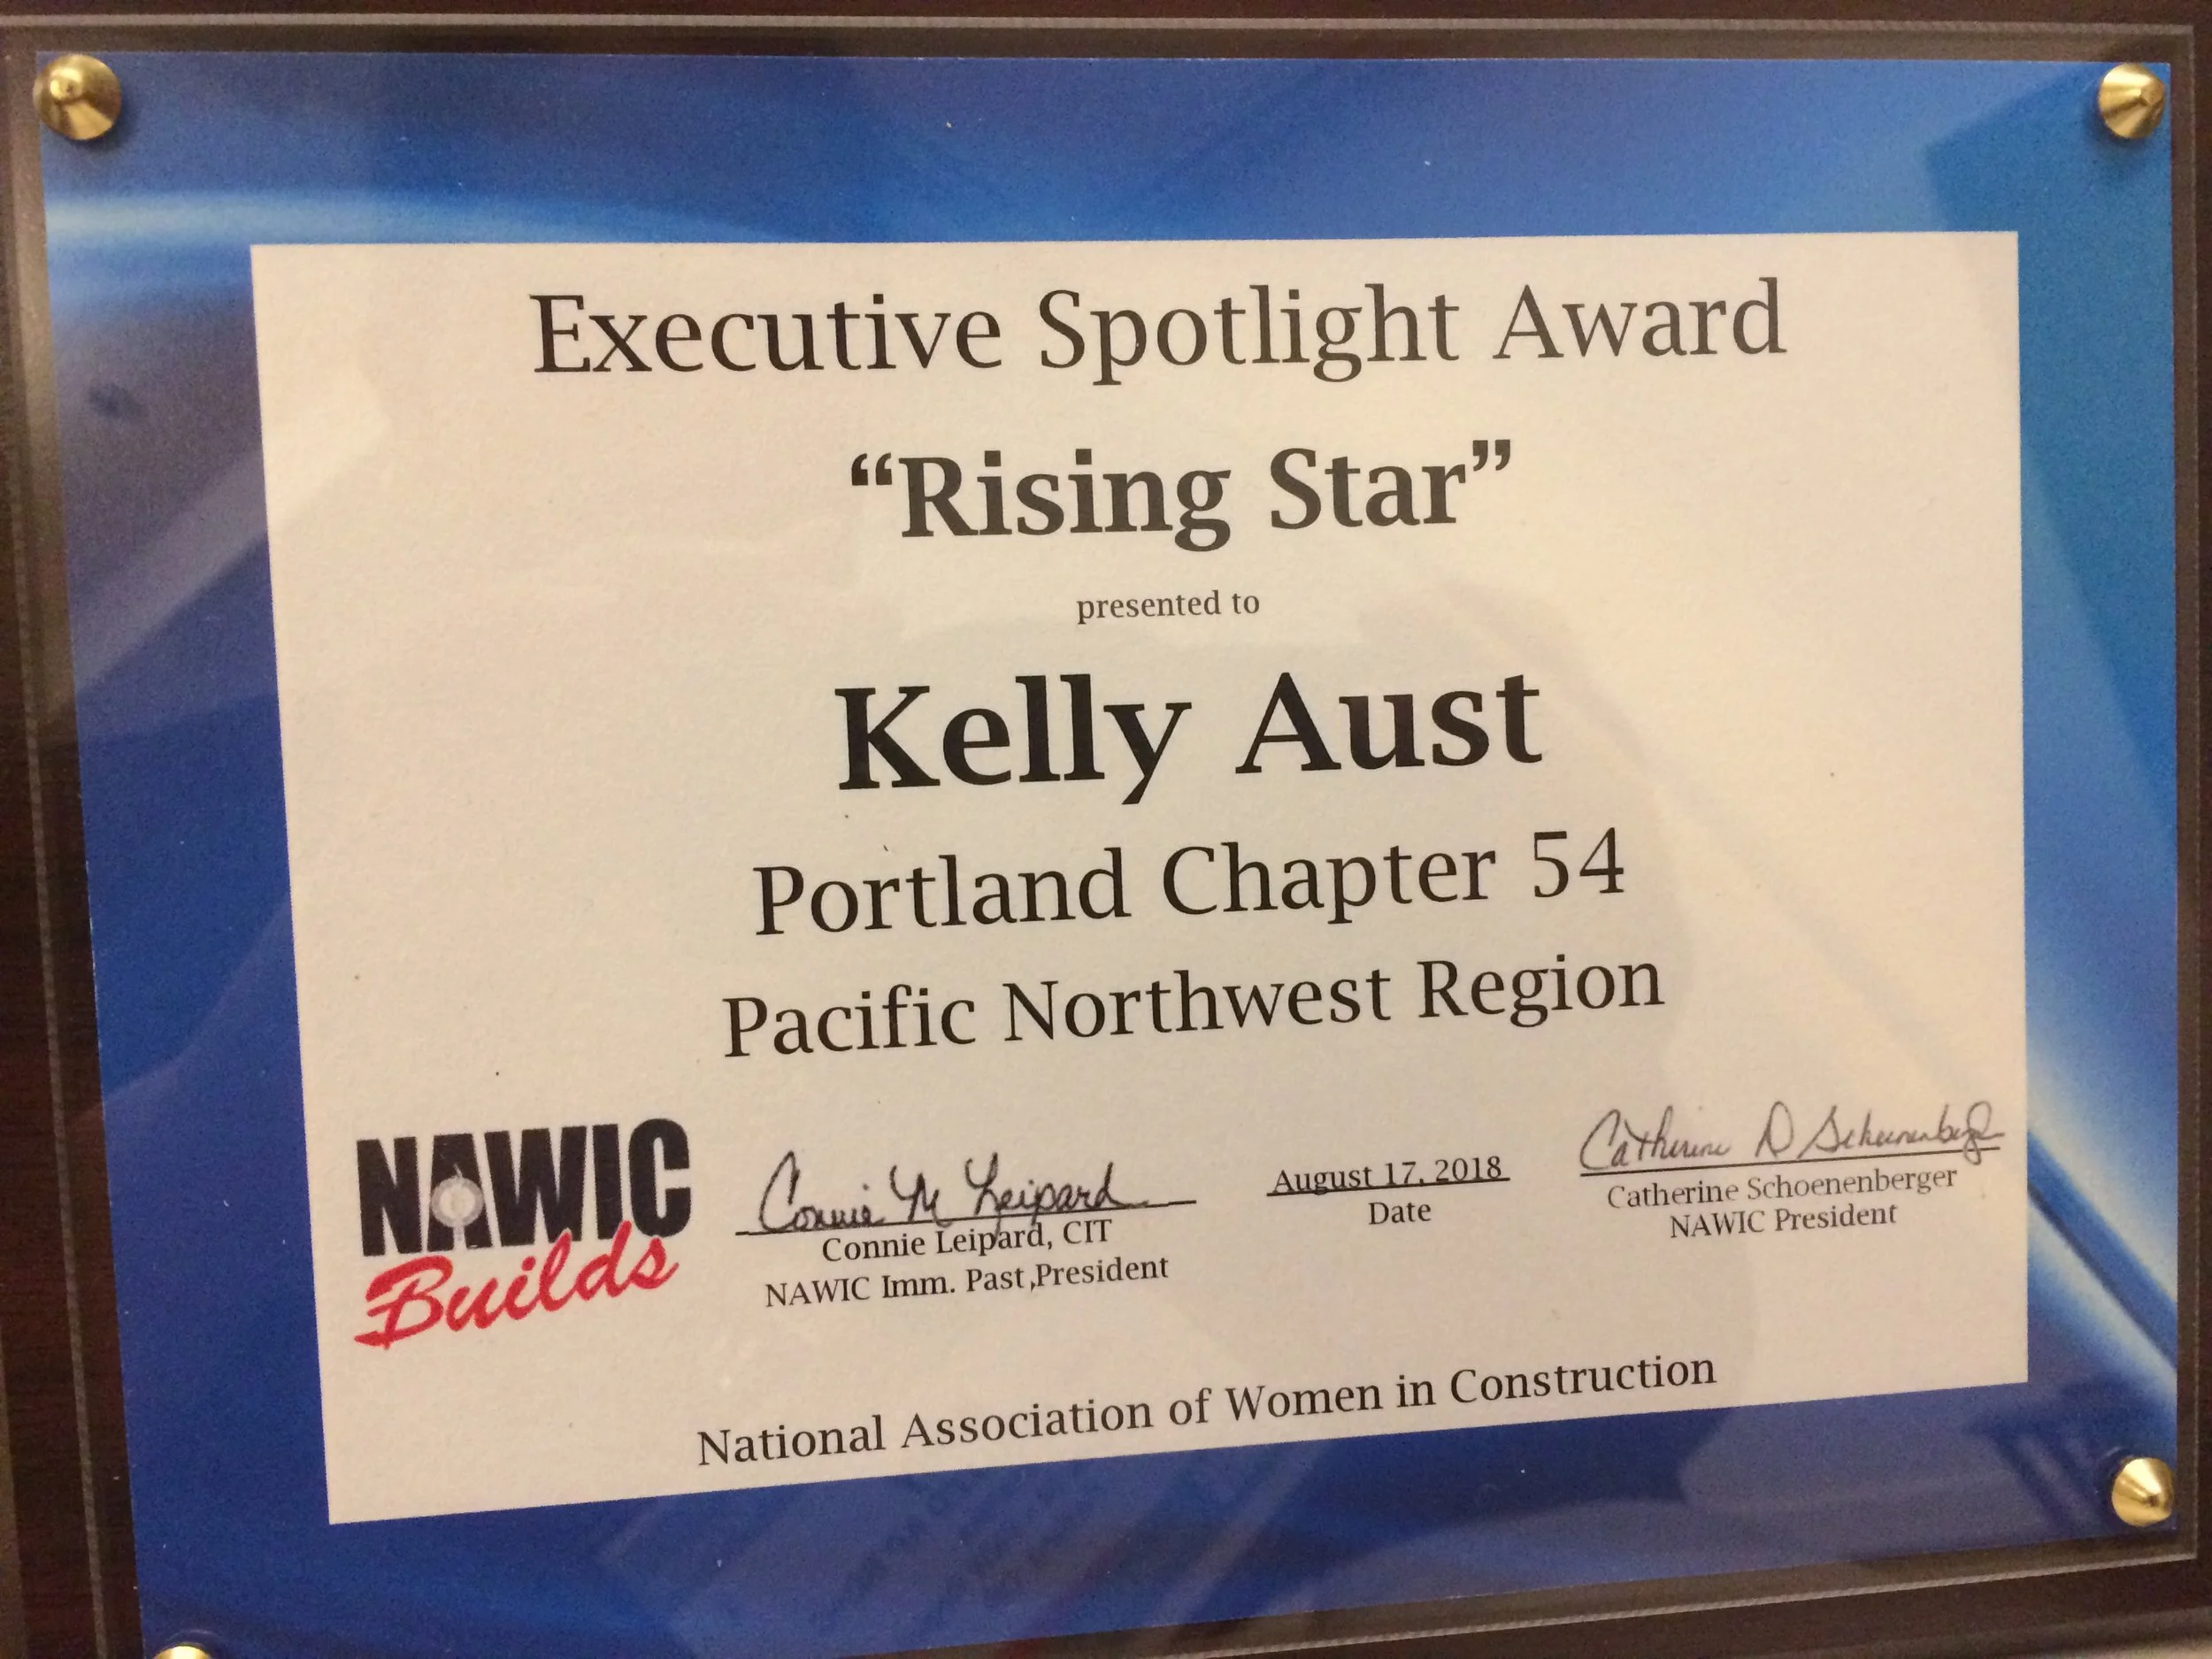 Executive Spotlight Award
“Rising Star”
presented to
Kelly Aust
Portland Chapter 54
Pacific Northwest Region
NAWIC
Builds
Connie M Leipard
Connie Leipard, CIT
NAWIC Imm. Past President
August 17, 2018
Date
Catherine D Schoenenberger
Catherine Schoenenberger
NAWIC President
National Association of Women in Construction